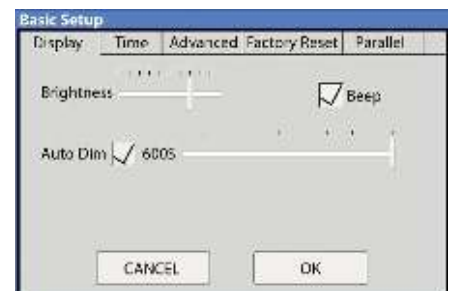 Basic Setup
Display Time Advanced Factory Reset Parallel
Brightness Beep
Auto Dim 600S
CANCEL OK